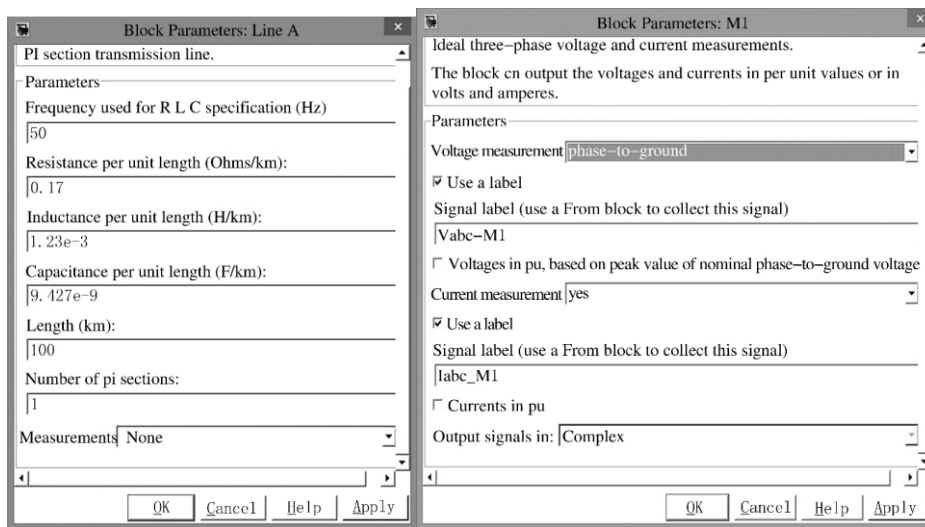 Block Parameters: Line A
PI section transmission line.
Parameters
Frequency used for R L C specification (Hz)
50
Resistance per unit length (Ohms/km):
0.17
Inductance per unit length (H/km):
1.23e-3
Capacitance per unit length (F/km):
9.427e-9
Length (km):
100
Number of pi sections:
1
Measurements None
OK Cancel Help Apply
Block Parameters: M1
Ideal three-phase voltage and current measurements.
The block cn output the voltages and currents in per unit values or in
volts and amperes.
Parameters
Voltage measurement phase-to-ground
Use a label
Signal label (use a From block to collect this signal)
Vabc-M1
Voltages in pu, based on peak value of nominal phase-to-ground voltage
Current measurement yes
Use a label
Signal label (use a From block to collect this signal)
Iabc_M1
Currents in pu
Output signals in: Complex
OK Cancel Help Apply